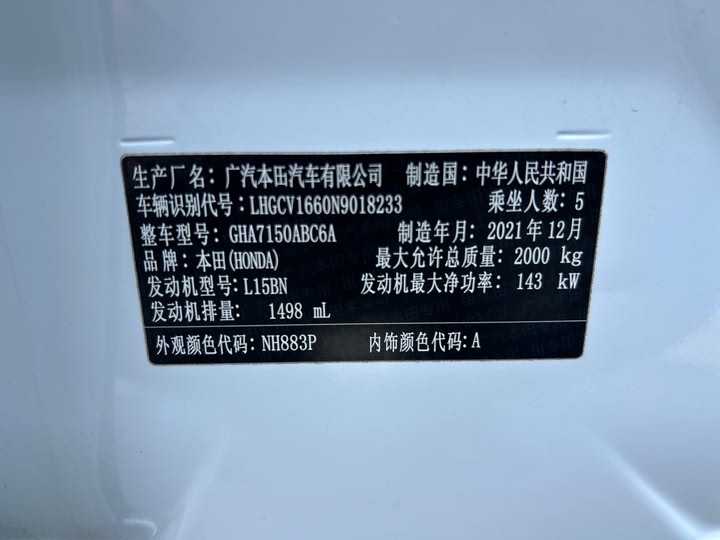 生产厂名：广汽本田汽车有限公司 制造国：中华人民共和国
车辆识别代号：LHGCV1660N9018233 乘坐人数：5
整车型号：GHA7150ABC6A 制造年月：2021年12月
品牌：本田(HONDA) 最大允许总质量：2000 kg
发动机型号：L15BN 发动机最大净功率：143 kW
发动机排量：1498 mL
外观颜色代码：NH883P 内饰颜色代码：A